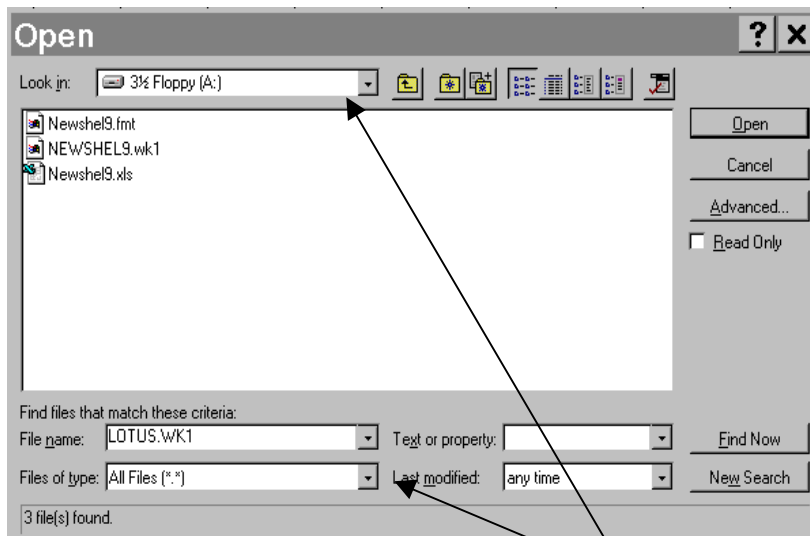 Open
Look in: 3½ Floppy (A:)
Newshel9.fmt
NEWSHEL9.wk1
Newshel9.xls
Open
Cancel
Advanced...
Read Only
Find files that match these criteria:
File name: LOTUS.WK1 Text or property: Find Now
Files of type: All Files (*.*) Last modified: any time New Search
3 file(s) found.